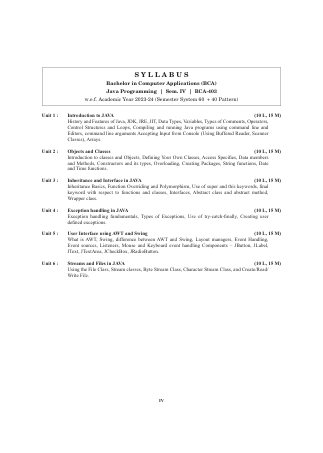 SYLLABUS
Bachelor in Computer Applications (BCA)
Java Programming | Sem. IV | BCA-403
w.e.f. Academic Year 2023-24 (Semester System 60 + 40 Pattern)
Unit 1 : Introduction to JAVA (10 L, 15 M)
History and Features of Java, JDK, JRE, JIT, Data Types, Variables, Types of Comments, Operators,
Control Structures and Loops, Compiling and running Java programs using command line and
Editors, command line arguments Accepting Input from Console (Using Buffered Reader, Scanner
Classes), Arrays.
Unit 2 : Objects and Classes (10 L, 15 M)
Introduction to classes and Objects, Defining Your Own Classes, Access Specifies, Data members
and Methods, Constructors and its types, Overloading, Creating Packages, String functions, Date
and Time functions.
Unit 3 : Inheritance and Interface in JAVA (10 L, 15 M)
Inheritance Basics, Function Overriding and Polymorphism, Use of super and this keywords, final
keyword with respect to functions and classes, Interfaces, Abstract class and abstract method,
Wrapper class.
Unit 4 : Exception handling in JAVA (10 L, 15 M)
Exception handling fundamentals, Types of Exceptions, Use of try-catch-finally, Creating user
defined exceptions.
Unit 5 : User Interface using AWT and Swing (10 L, 15 M)
What is AWT, Swing, difference between AWT and Swing, Layout managers, Event Handling,
Event sources, Listeners, Mouse and Keyboard event handling Components – JButton, JLabel,
JText, JTextArea, JCheckBox, JRadioButton.
Unit 6 : Streams and Files in JAVA (10 L, 15 M)
Using the File Class, Stream classes, Byte Stream Class, Character Stream Class, and Create/Read/
Write File.
IV